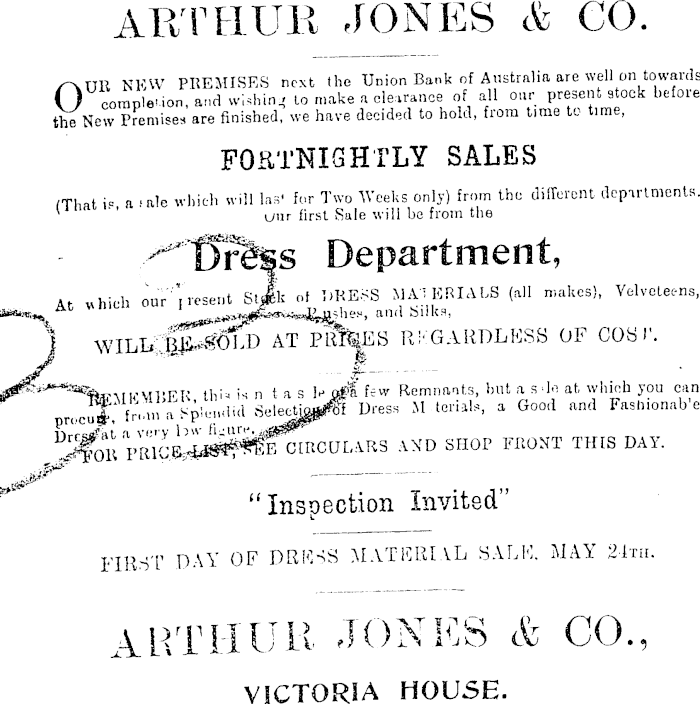 ARTHUR JONES & CO.
OUR NEW PREMISES next the Union Bank of Australia are well on towards
completion, and wishing to make a clearance of all our present stock before
the New Premises are finished, we have decided to hold, from time to time,
FORTNIGHTLY SALES
(That is, a sale which will last for Two Weeks only) from the different departments.
Our first Sale will be from the
Dress Department,
At which our present Stock of DRESS MATERIALS (all makes), Velveteens,
Plushes, and Silks,
WILL BE SOLD AT PRICES REGARDLESS OF COST.
REMEMBER, this is not a sale of a few Remnants, but a sale at which you can
procure, from a Splendid Selection of Dress Materials, a Good and Fashionable
Dress at a very low figure.
FOR PRICE LIST, SEE CIRCULARS AND SHOP FRONT THIS DAY.
"Inspection Invited"
FIRST DAY OF DRESS MATERIAL SALE, MAY 24TH.
ARTHUR JONES & CO.,
VICTORIA HOUSE.